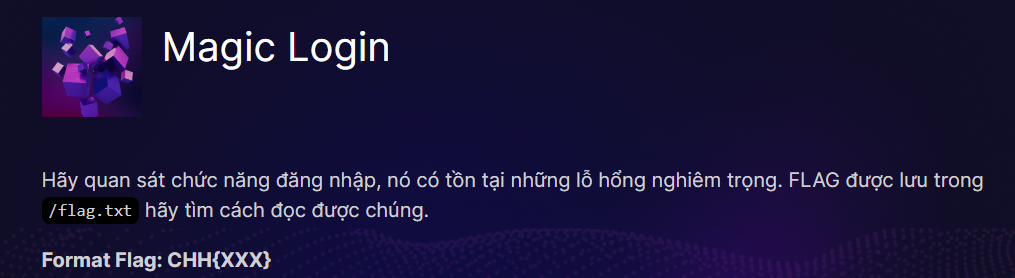 Magic Login
Hãy quan sát chức năng đăng nhập, nó có tồn tại những lỗ hổng nghiêm trọng. FLAG được lưu trong
/flag.txt hãy tìm cách đọc được chúng.
Format Flag: CHH{XXX}